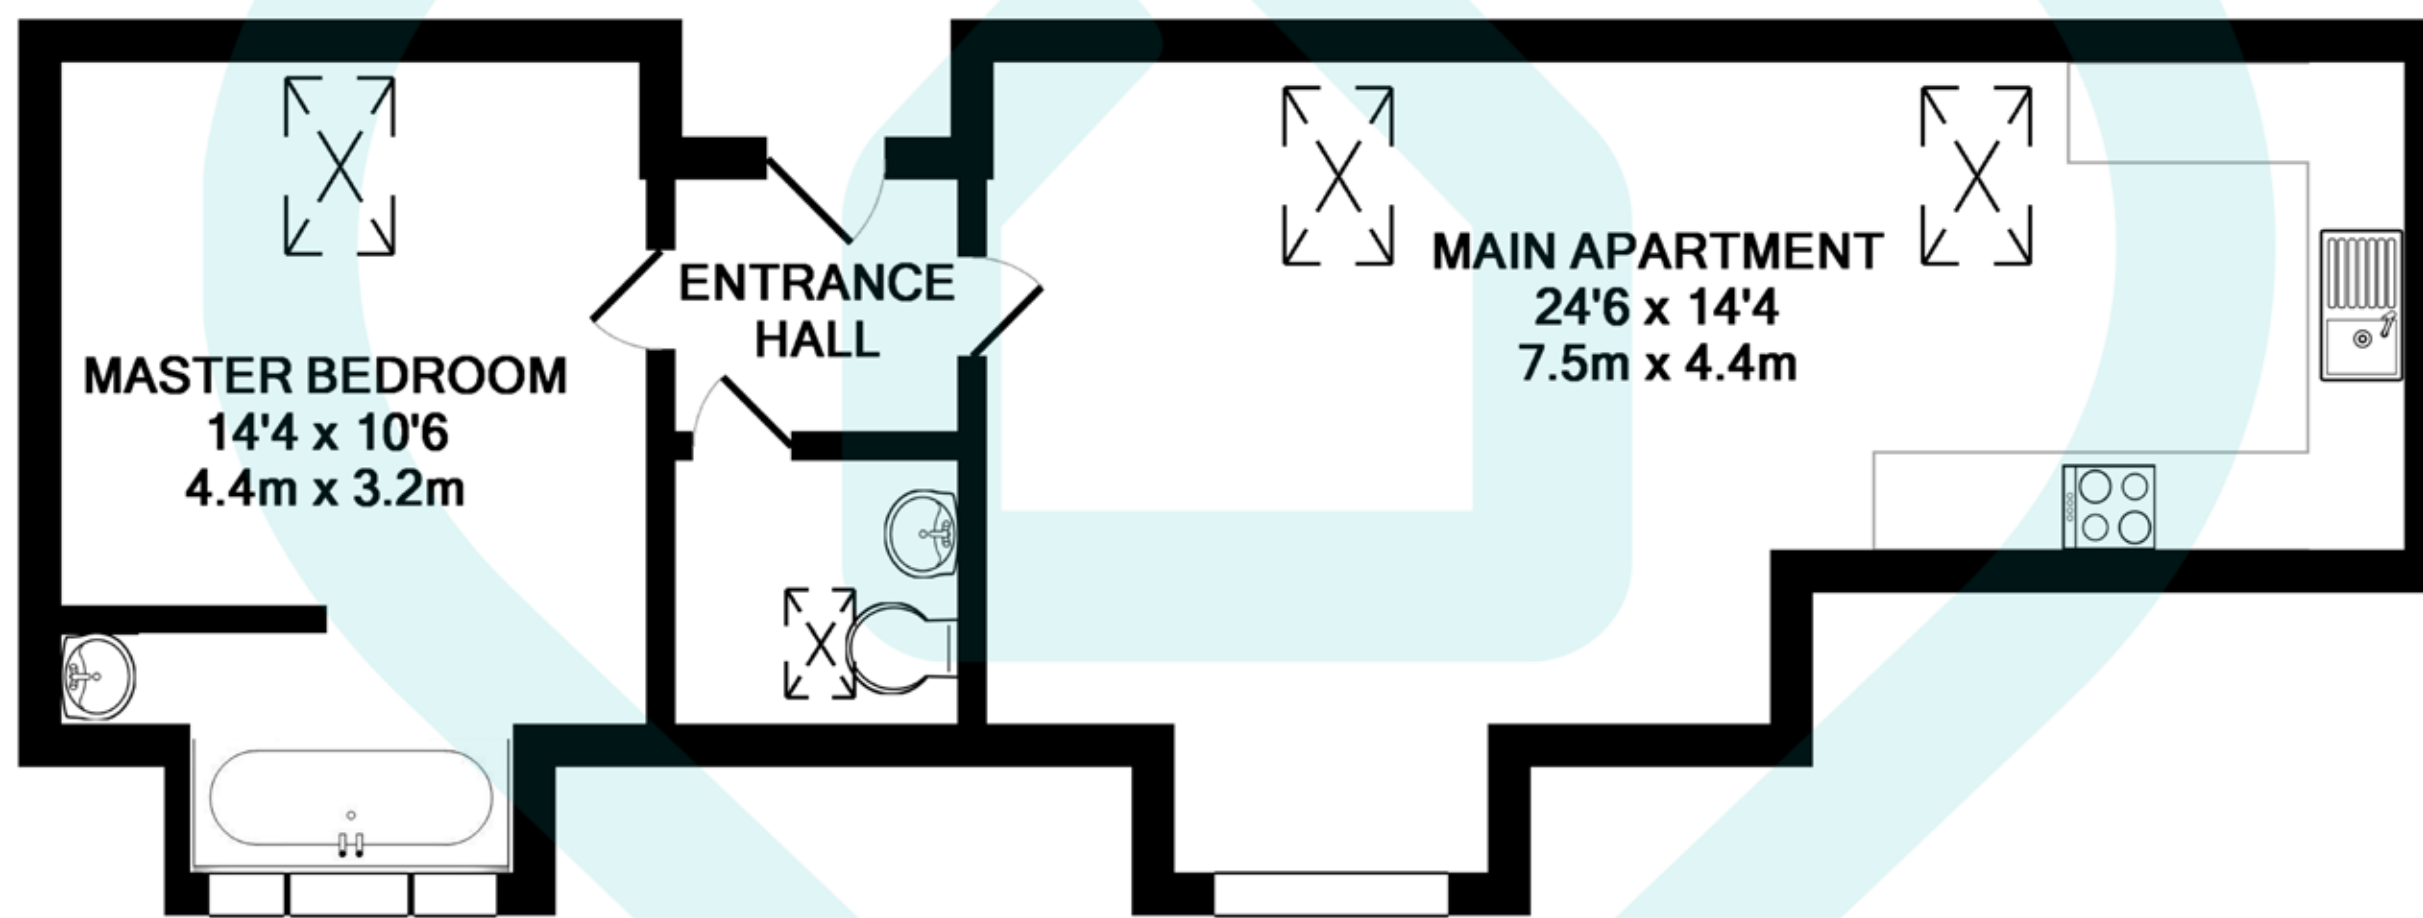 MASTER BEDROOM
14'4 x 10'6
4.4m x 3.2m
ENTRANCE
HALL
MAIN APARTMENT
24'6 x 14'4
7.5m x 4.4m